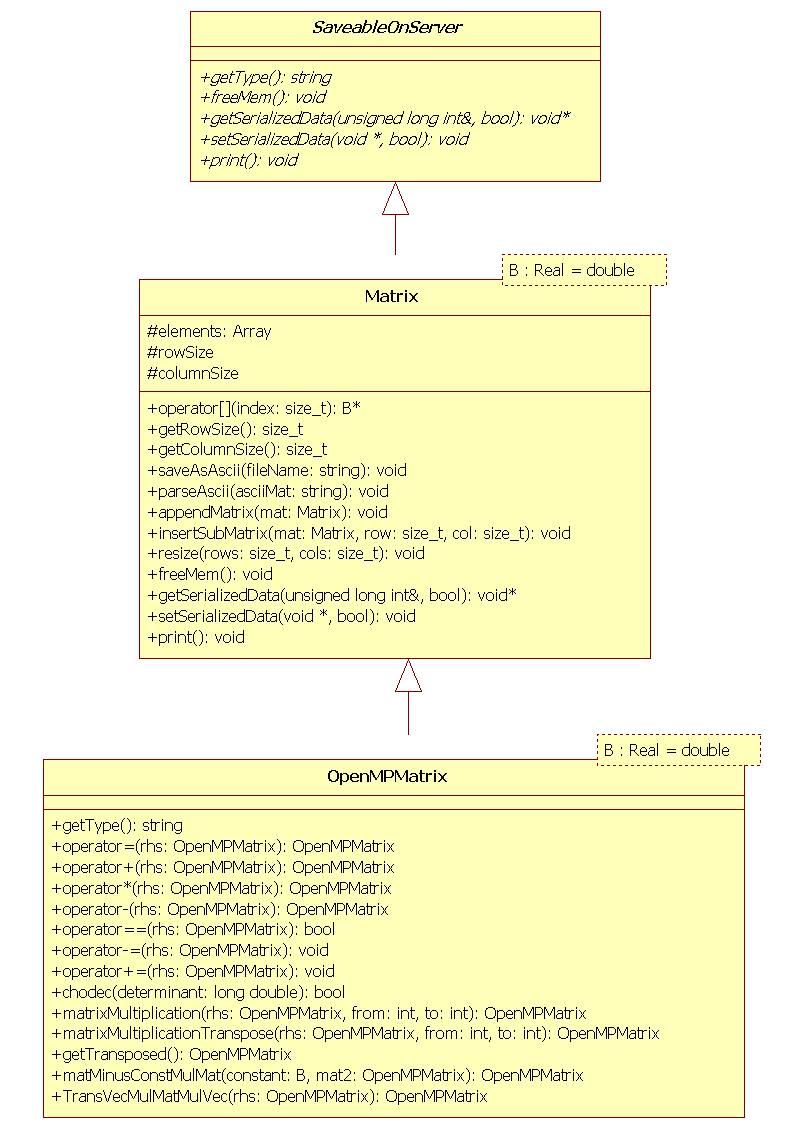 SaveableOnServer
+getType(): string
+freeMem(): void
+getSerializedData(unsigned long int&, bool): void*
+setSerializedData(void *, bool): void
+print(): void
B : Real = double
Matrix
#elements: Array
#rowSize
#columnSize
+operator[](index: size_t): B*
+getRowSize(): size_t
+getColumnSize(): size_t
+saveAsAscii(fileName: string): void
+parseAscii(asciiMat: string): void
+appendMatrix(mat: Matrix): void
+insertSubMatrix(mat: Matrix, row: size_t, col: size_t): void
+resize(rows: size_t, cols: size_t): void
+freeMem(): void
+getSerializedData(unsigned long int&, bool): void*
+setSerializedData(void *, bool): void
+print(): void
B : Real = double
OpenMPMatrix
+getType(): string
+operator=(rhs: OpenMPMatrix): OpenMPMatrix
+operator+(rhs: OpenMPMatrix): OpenMPMatrix
+operator*(rhs: OpenMPMatrix): OpenMPMatrix
+operator-(rhs: OpenMPMatrix): OpenMPMatrix
+operator==(rhs: OpenMPMatrix): bool
+operator-=(rhs: OpenMPMatrix): void
+operator+=(rhs: OpenMPMatrix): void
+chodec(determinant: long double): bool
+matrixMultiplication(rhs: OpenMPMatrix, from: int, to: int): OpenMPMatrix
+matrixMultiplicationTranspose(rhs: OpenMPMatrix, from: int, to: int): OpenMPMatrix
+getTransposed(): OpenMPMatrix
+matMinusConstMulMat(constant: B, mat2: OpenMPMatrix): OpenMPMatrix
+TransVecMulMatMulVec(rhs: OpenMPMatrix): OpenMPMatrix